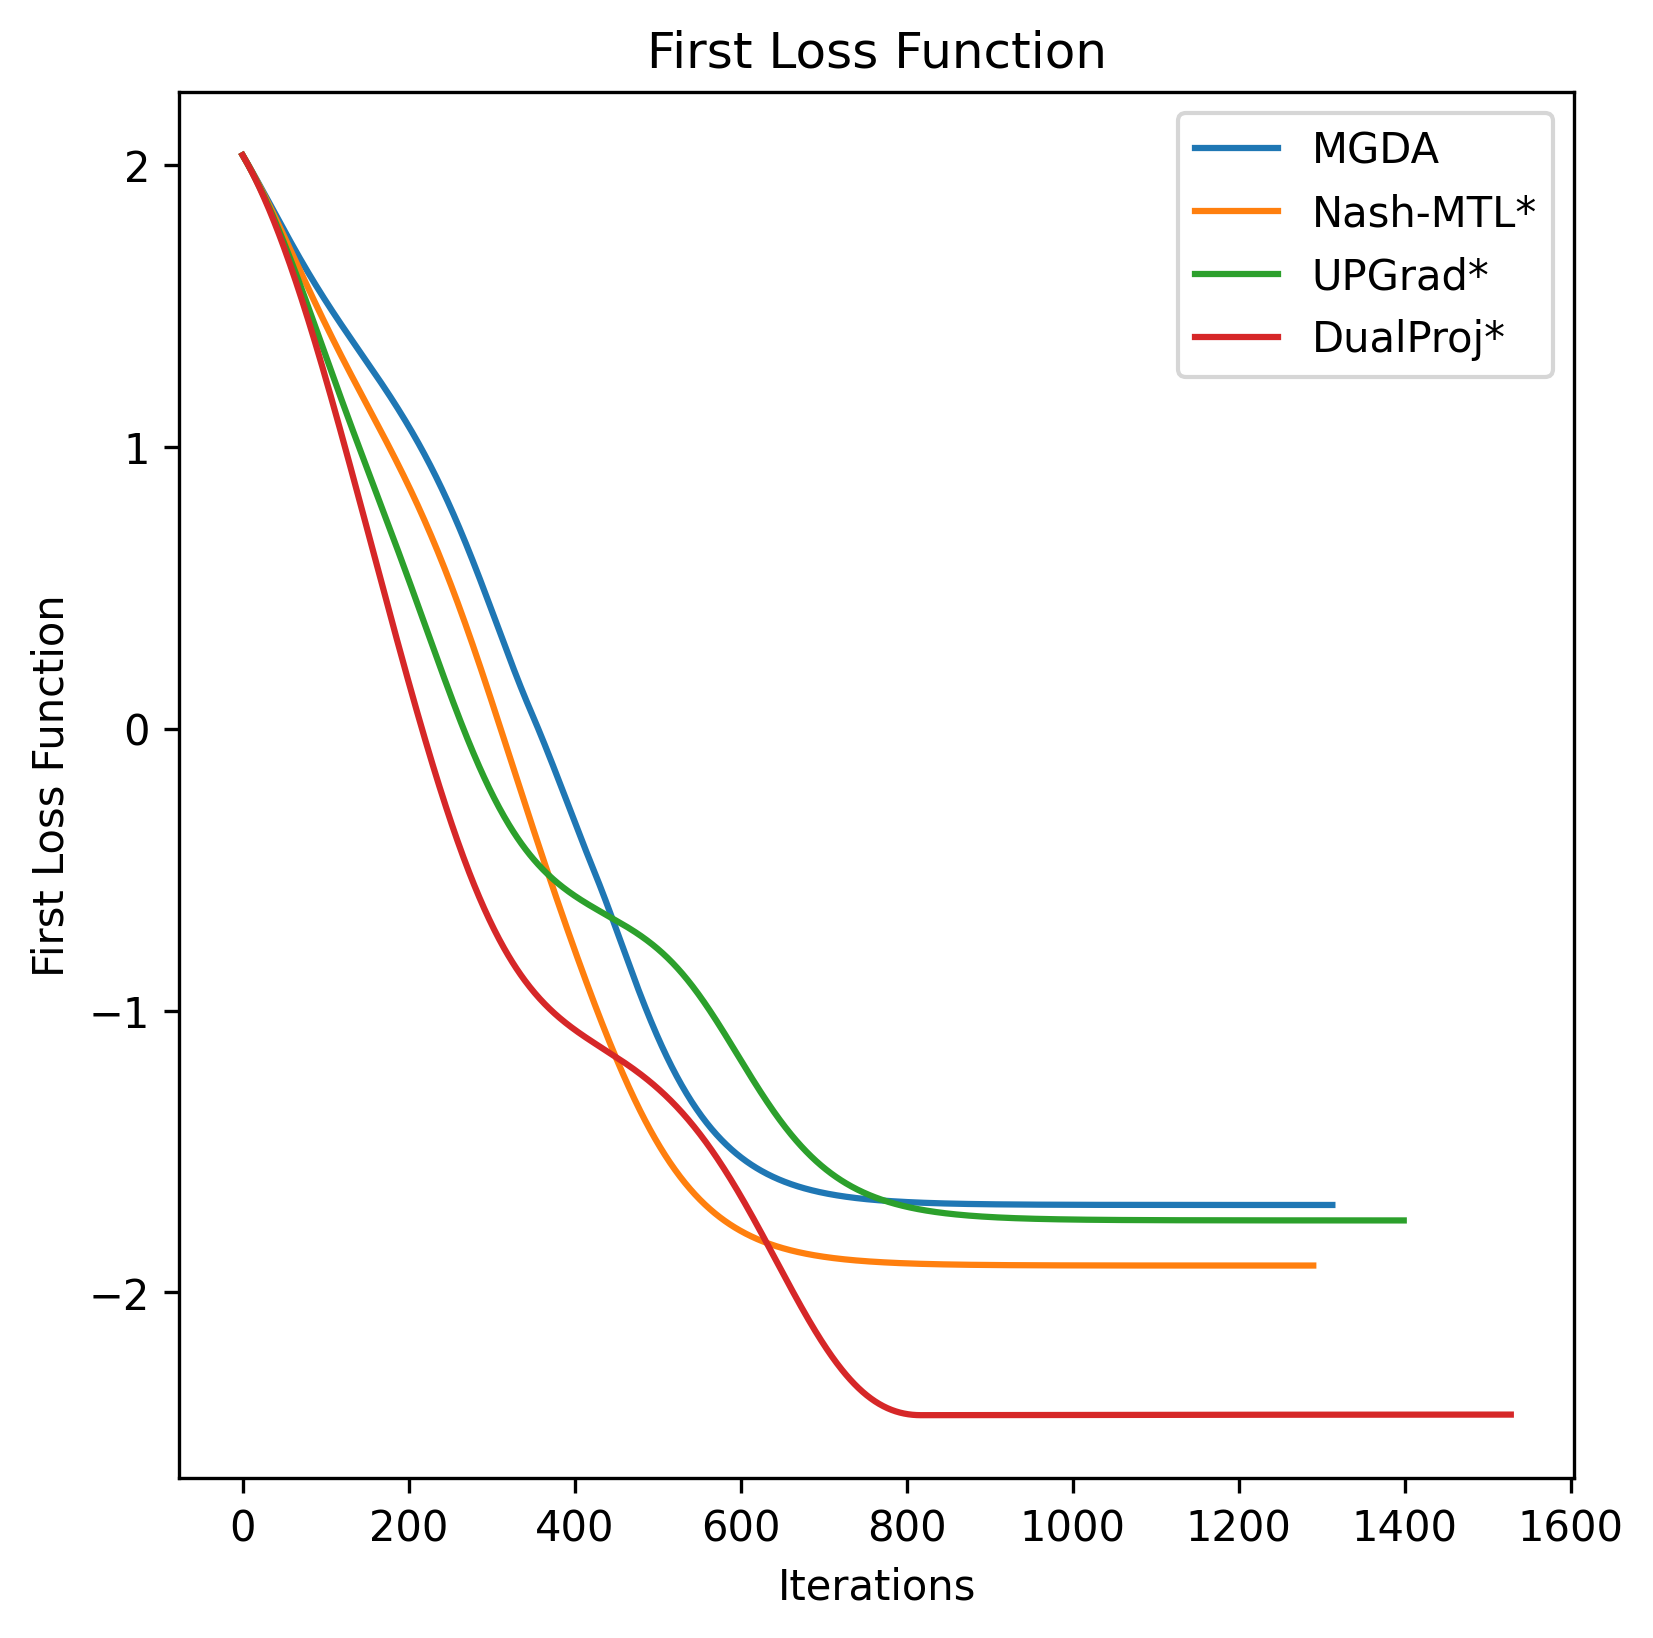 First Loss Function
MGDA
Nash-MTL*
UPGrad*
DualProj*
First Loss Function
2
1
0
−1
−2
0 200 400 600 800 1000 1200 1400 1600
Iterations